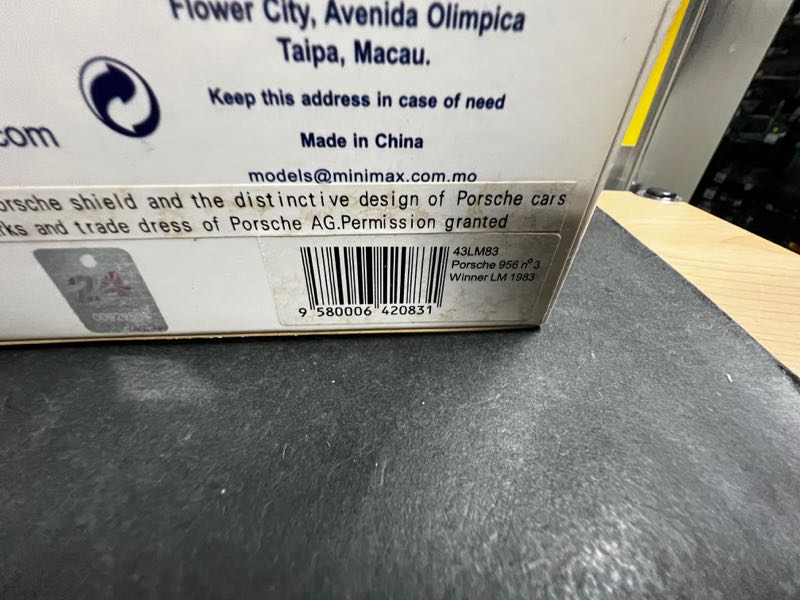 Flower City, Avenida Olimpica
Taipa, Macau.
Keep this address in case of need
com
Made in China
models@minimax.com.mo
orsche shield and the distinctive design of Porsche cars
rks and trade dress of Porsche AG.Permission granted
24
43LM83
Porsche 956 nº3
Winner LM 1983
9 580006 420831